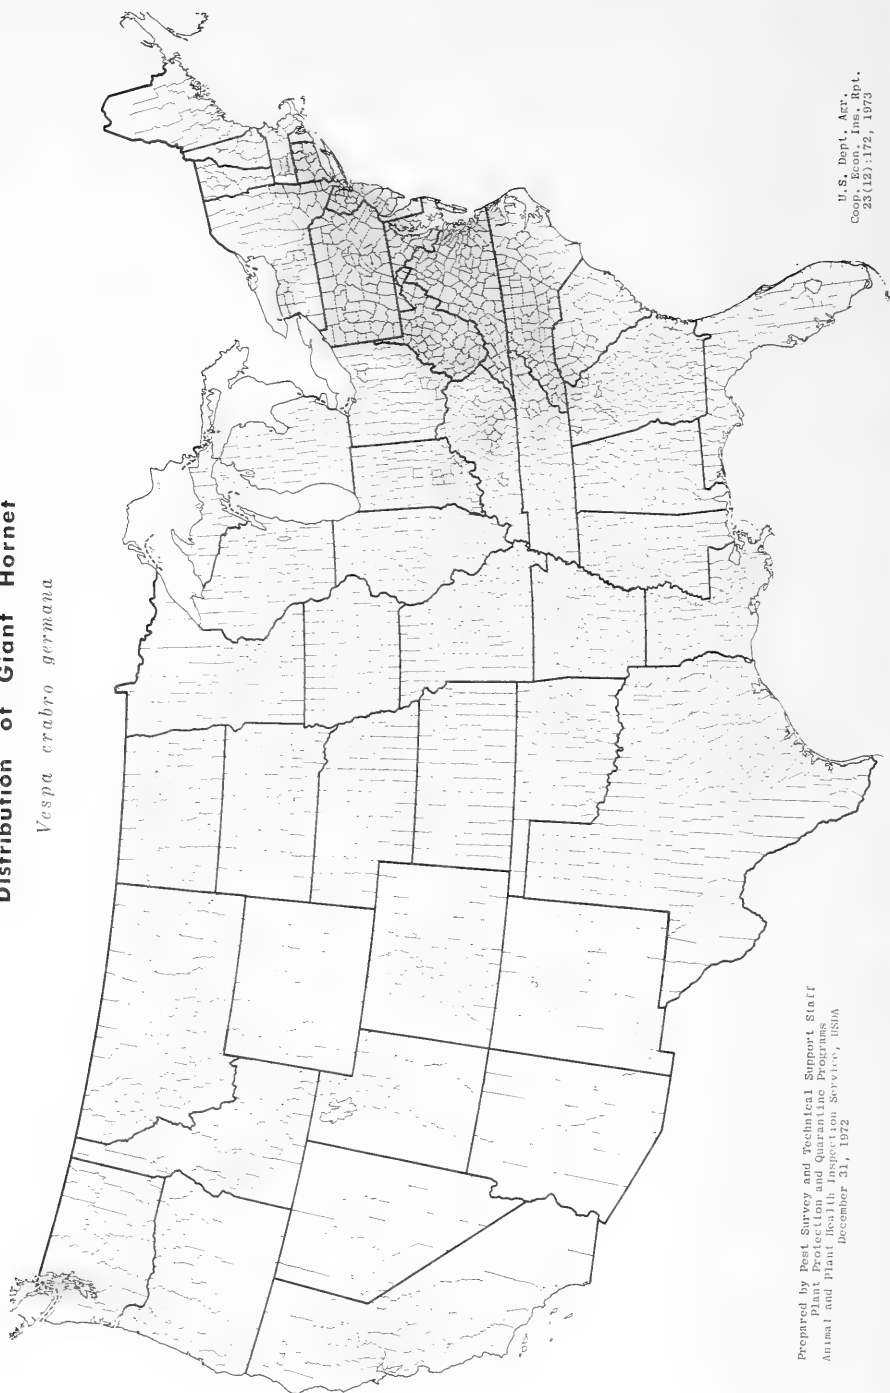 Distribution of Giant Hornet
Vespa crabro germana
Prepared by Pest Survey and Technical Support Staff
Plant Protection and Quarantine Programs
Animal and Plant Health Inspection Service, USDA
December 31, 1972
U.S. Dept. Agr.
Coop. Econ. Ins. Rpt.
23(12):172, 1973